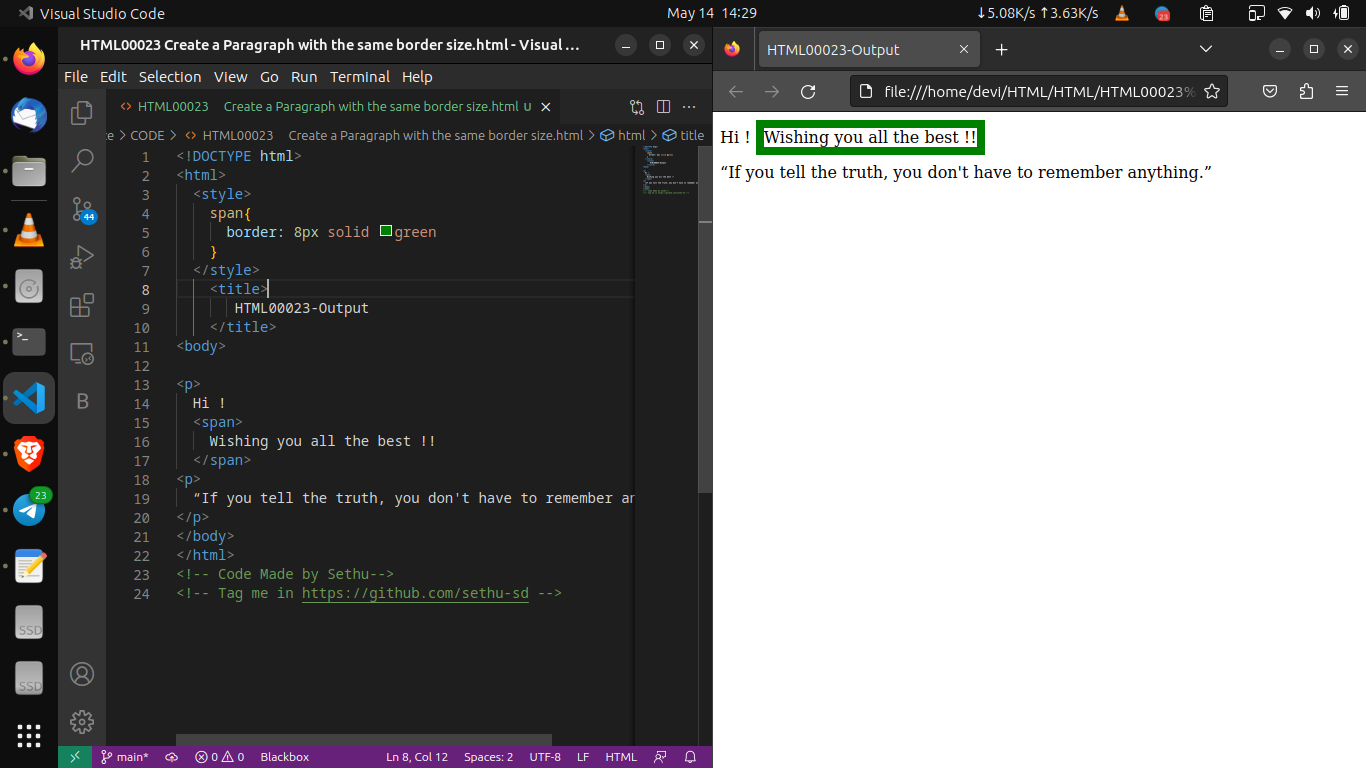 Visual Studio Code
May 14 14:29
↓5.08K/s ↑3.63K/s
23
HTML00023 Create a Paragraph with the same border size.html - Visual ...
File Edit Selection View Go Run Terminal Help
HTML00023 Create a Paragraph with the same border size.html U
e > CODE > HTML00023 Create a Paragraph with the same border size.html > html > title
1 <!DOCTYPE html>
2 <html>
3 <style>
4 span{
5 border: 8px solid green
6 }
7 </style>
8 <title>
9 HTML00023-Output
10 </title>
11 <body>
12
13 <p>
14 Hi !
15 <span>
16 Wishing you all the best !!
17 </span>
18 <p>
19 “If you tell the truth, you don't have to remember an
20 </p>
21 </body>
22 </html>
23 <!-- Code Made by Sethu-->
24 <!-- Tag me in https://github.com/sethu-sd -->
44
B
23
SSD
SSD
main* 0 0 Blackbox Ln 8, Col 12 Spaces: 2 UTF-8 LF HTML
HTML00023-Output
file:///home/devi/HTML/HTML/HTML00023%
Hi ! Wishing you all the best !!
“If you tell the truth, you don't have to remember anything.”